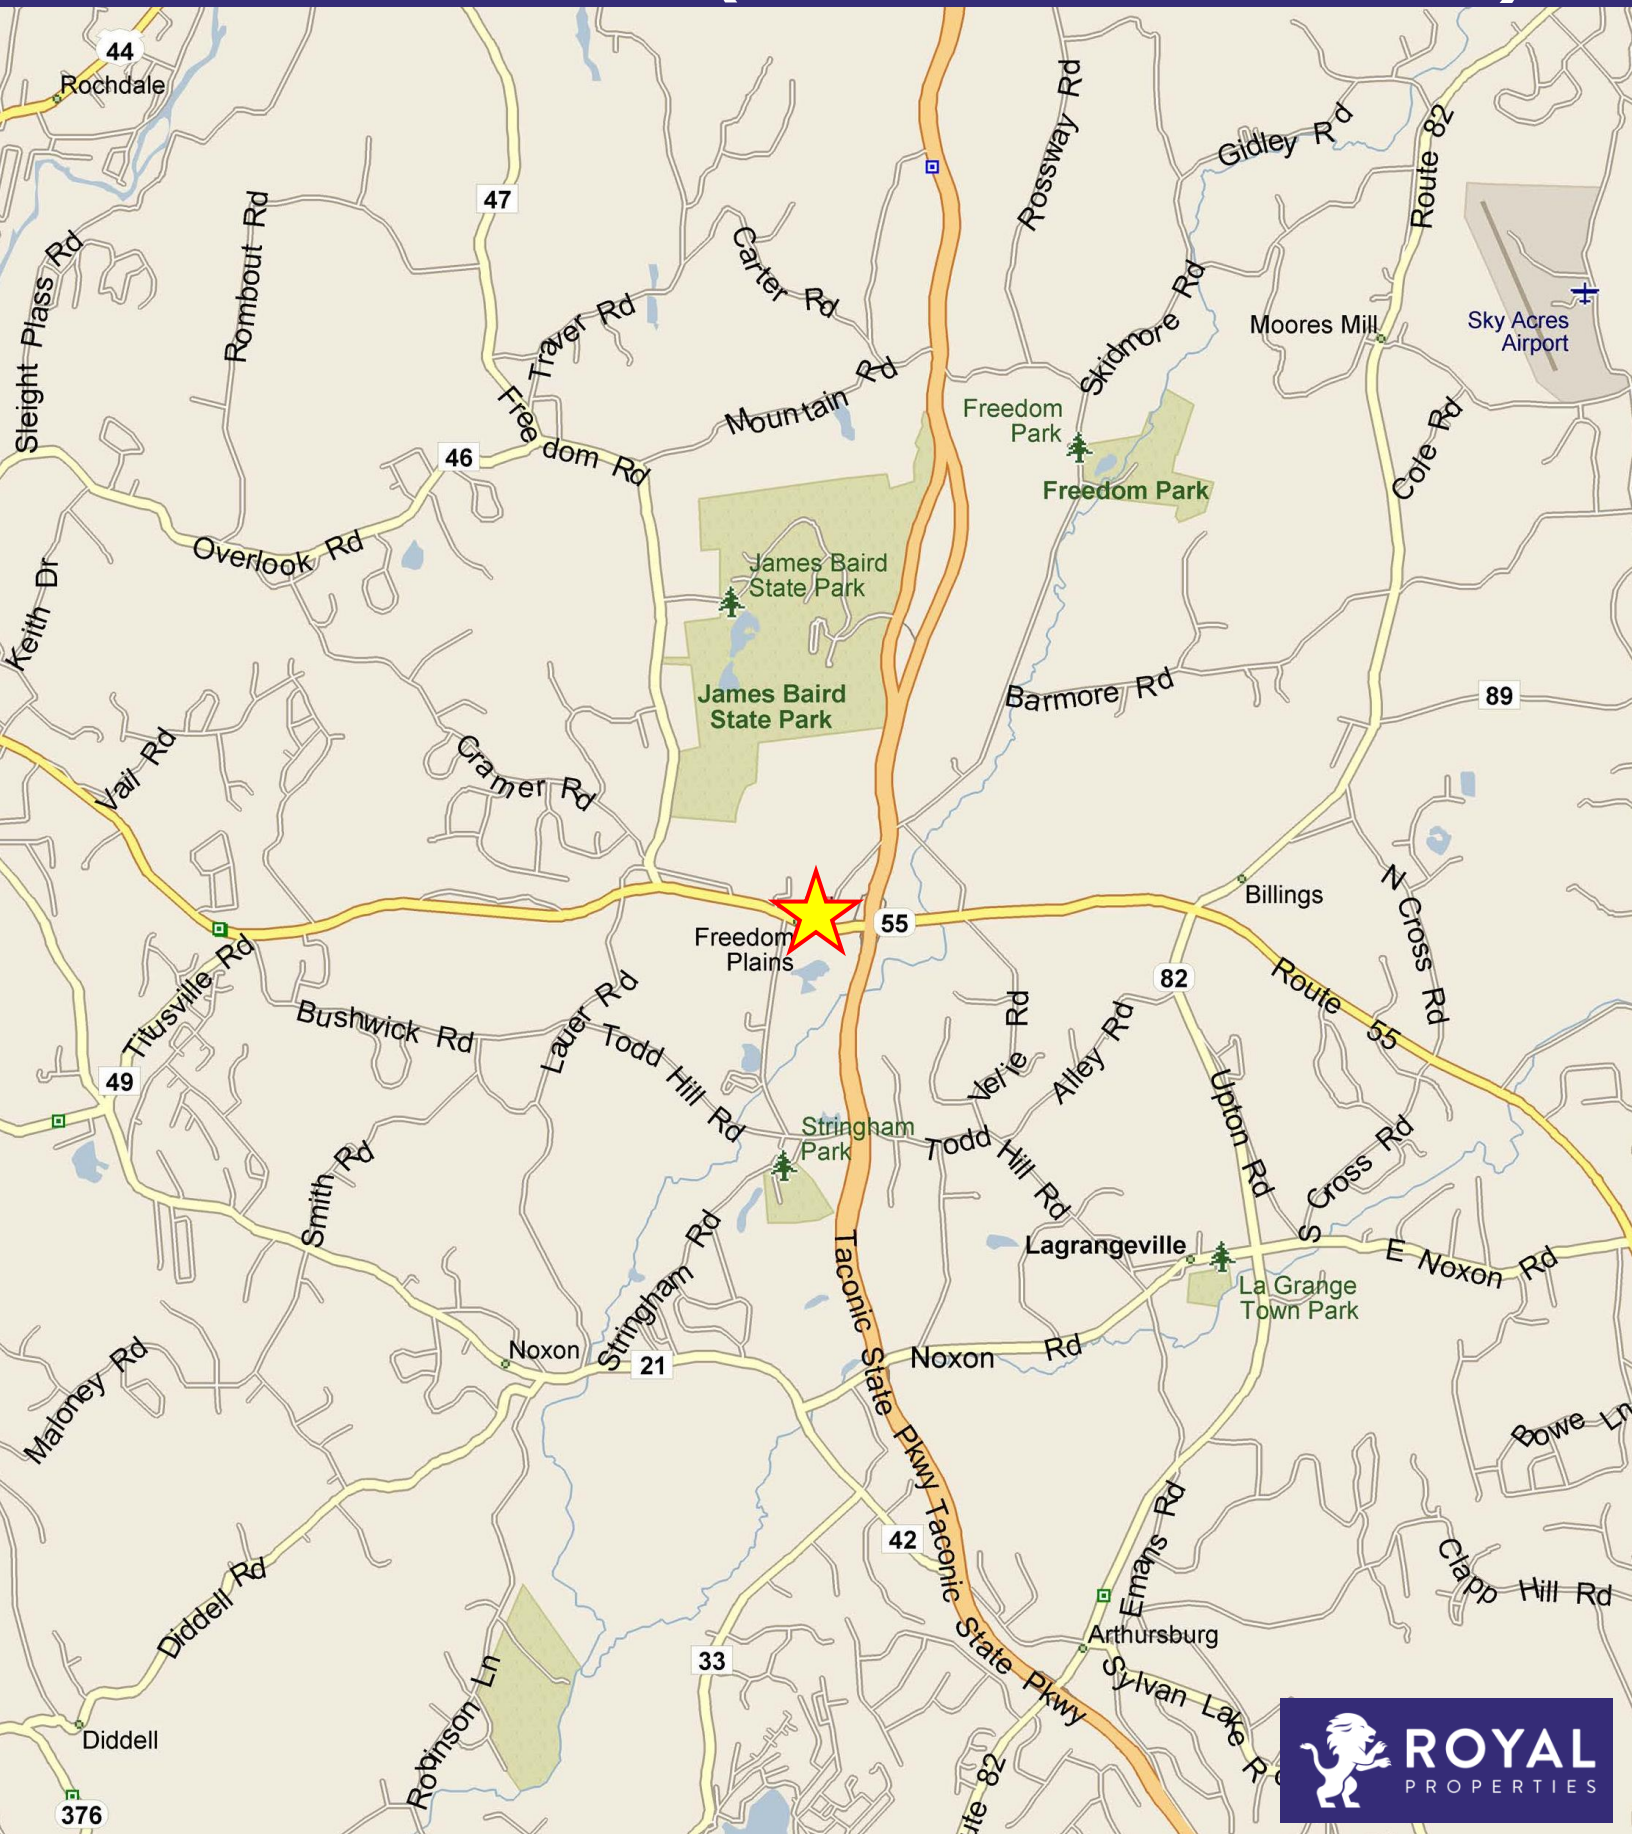 44
Rochdale
47
Rossway Rd
Gidley Rd
Route 82
Sleight Plass Rd
Rombout Rd
Carter Rd
Traver Rd
Skidmore Rd
Moores Mill
Sky Acres
Airport
Mountain Rd
Freedom Rd
46
Freedom
Park
Freedom Park
Cole Rd
Overlook Rd
Keith Dr
James Baird
State Park
James Baird
State Park
Barmore Rd
89
Vail Rd
Cramer Rd
Billings
N Cross Rd
Freedom
Plains
55
82
Route 55
Titusville Rd
Bushwick Rd
Lauer Rd
Todd Hill Rd
Velie Rd
Alley Rd
49
Upton Rd
Stringham
Park
Todd Hill Rd
S Cross Rd
Smith Rd
Stringham Rd
Lagrangeville
E Noxon Rd
La Grange
Town Park
Taconic State Pkwy
Noxon
21
Noxon Rd
Maloney Rd
Bowe Ln
42
Taconic State Pkwy
Emans Rd
Clapp Hill Rd
Diddell Rd
Arthursburg
33
Sylvan Lake R
Robinson Ln
Diddell
82
376
ROYAL
PROPERTIES